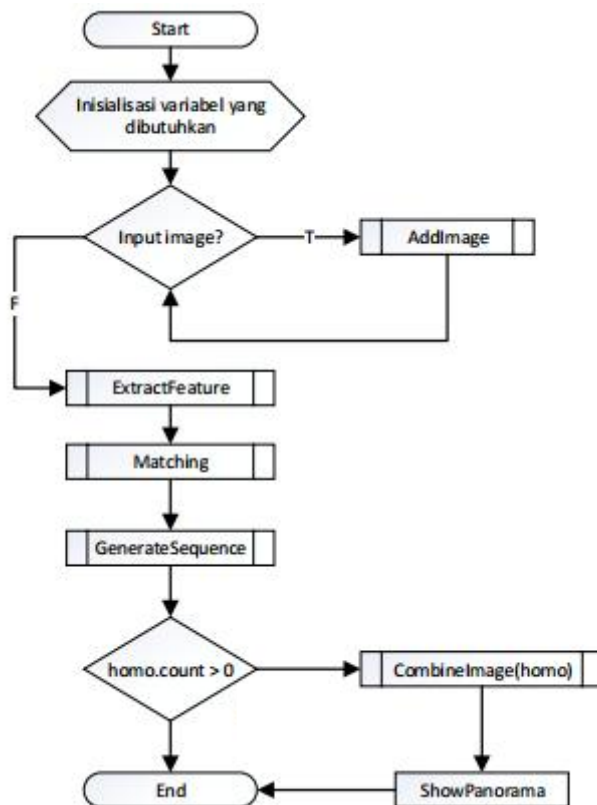 Start
Inisialisasi variabel yang
dibutuhkan
Input image?
T
AddImage
F
ExtractFeature
Matching
GenerateSequence
homo.count > 0
CombineImage(homo)
End
ShowPanorama